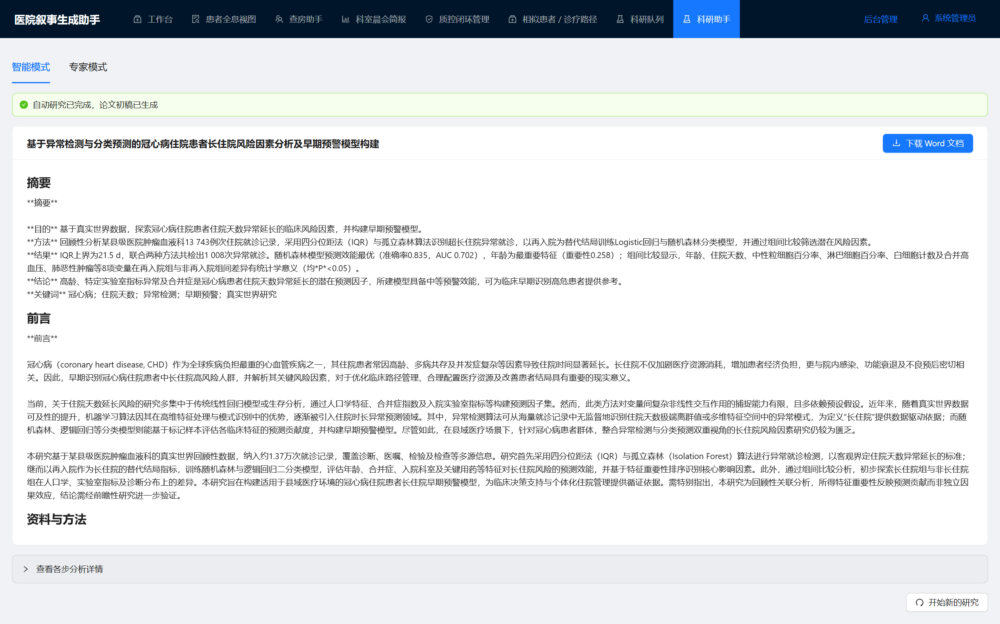 医院叙事生成助手
工作台
患者全息视图
查房助手
科室晨会简报
质控闭环管理
相似患者 / 诊疗路径
科研队列
科研助手
后台管理
系统管理员
智能模式
专家模式
自动研究已完成，论文初稿已生成
基于异常检测与分类预测的冠心病住院患者长住院风险因素分析及早期预警模型构建
下载 Word 文档
摘要
**摘要**
**目的** 基于真实世界数据，探索冠心病住院患者住院天数异常延长的临床风险因素，并构建早期预警模型。
**方法** 回顾性分析某县级医院肿瘤血液科13 743例次住院就诊记录，采用四分位距法（IQR）与孤立森林算法识别超长住院异常就诊，以再入院为替代结局训练Logistic回归与随机森林分类模型，并通过组间比较筛选潜在风险因素。
**结果** IQR上界为21.5 d，联合两种方法共检出1 008次异常就诊。随机森林模型预测效能最优（准确率0.835，AUC 0.702），年龄为最重要特征（重要性0.258）；组间比较显示，年龄、住院天数、中性粒细胞百分率、淋巴细胞百分率、白细胞计数及合并高
血压、肺恶性肿瘤等8项变量在再入院组与非再入院组间差异有统计学意义（均*P*<0.05）。
**结论** 高龄、特定实验室指标异常及合并症是冠心病患者住院天数异常延长的潜在预测因子，所建模型具备中等预警效能，可为临床早期识别高危患者提供参考。
**关键词** 冠心病；住院天数；异常检测；早期预警；真实世界研究
前言
**前言**
冠心病（coronary heart disease, CHD）作为全球疾病负担最重的心血管疾病之一，其住院患者常因高龄、多病共存及并发症复杂等因素导致住院时间显著延长。长住院不仅加剧医疗资源消耗，增加患者经济负担，更与院内感染、功能衰退及不良预后密切相
关。因此，早期识别冠心病住院患者中长住院高风险人群，并解析其关键风险因素，对于优化临床路径管理、合理配置医疗资源及改善患者结局具有重要的现实意义。
当前，关于住院天数延长风险的研究多集中于传统线性回归模型或生存分析，通过人口学特征、合并症指数及入院实验室指标等构建预测因子集。然而，此类方法对变量间复杂非线性交互作用的捕捉能力有限，且多依赖预设假设。近年来，随着真实世界数据
可及性的提升，机器学习算法因其在高维特征处理与模式识别中的优势，逐渐被引入住院时长异常预测领域。其中，异常检测算法可从海量就诊记录中无监督地识别住院天数极端离群值或多维特征空间中的异常模式，为定义“长住院”提供数据驱动依据；而随
机森林、逻辑回归等分类模型则能基于标记样本评估各临床特征的预测贡献度，并构建早期预警模型。尽管如此，在县域医疗场景下，针对冠心病患者群体，整合异常检测与分类预测双重视角的长住院风险因素研究仍较为匮乏。
本研究基于某县级医院肿瘤血液科的真实世界回顾性数据，纳入约1.37万次就诊记录，覆盖诊断、医嘱、检验及检查等多源信息。研究首先采用四分位距法（IQR）与孤立森林（Isolation Forest）算法进行异常就诊检测，以客观界定住院天数异常延长的标准；
继而以再入院作为长住院的替代结局指标，训练随机森林与逻辑回归二分类模型，评估年龄、合并症、入院科室及关键用药等特征对长住院风险的预测效能，并基于特征重要性排序识别核心影响因素。此外，通过组间比较分析，初步探索长住院组与非长住院
组在人口学、实验室指标及诊断分布上的差异。本研究旨在构建适用于县域医疗环境的冠心病住院患者长住院早期预警模型，为临床决策支持与个体化住院管理提供循证依据。需特别指出，本研究为回顾性关联分析，所得特征重要性反映预测贡献而非独立因
果效应，结论需经前瞻性研究进一步验证。
资料与方法
查看各步分析详情
开始新的研究